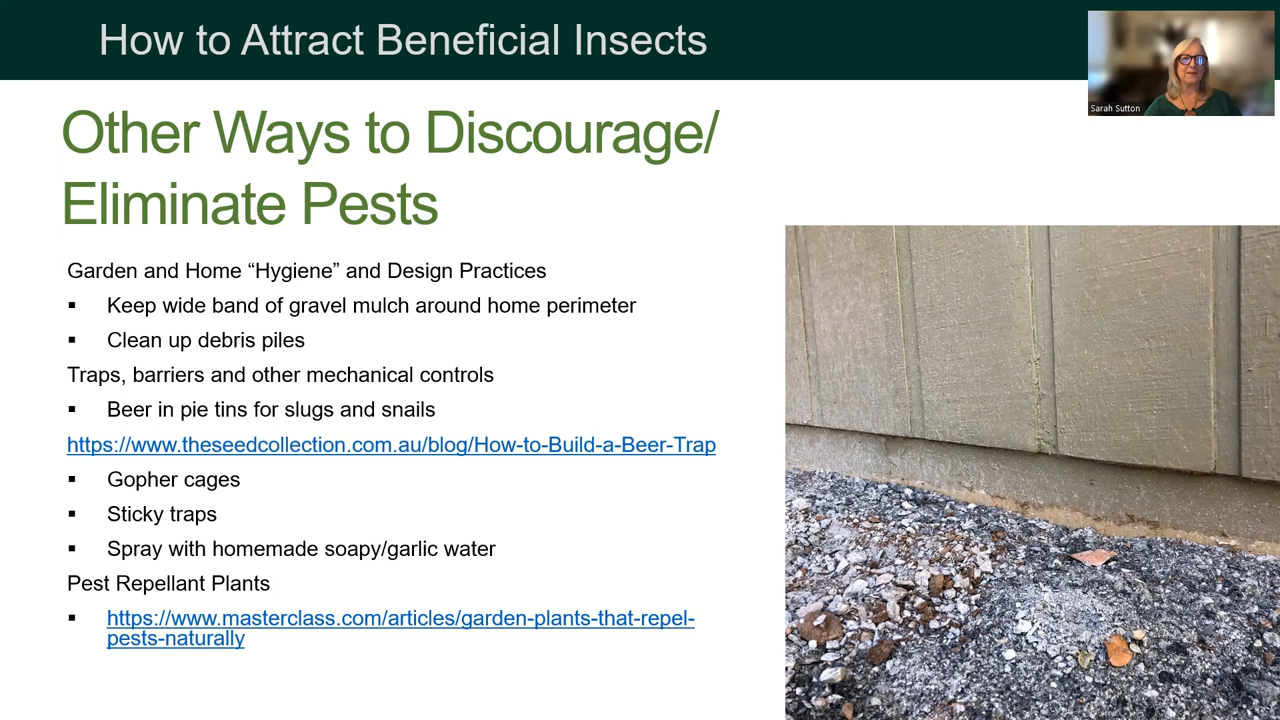 How to Attract Beneficial Insects
Sarah Sutton
Other Ways to Discourage/
Eliminate Pests
Garden and Home “Hygiene” and Design Practices
▪ Keep wide band of gravel mulch around home perimeter
▪ Clean up debris piles
Traps, barriers and other mechanical controls
▪ Beer in pie tins for slugs and snails
https://www.theseedcollection.com.au/blog/How-to-Build-a-Beer-Trap
▪ Gopher cages
▪ Sticky traps
▪ Spray with homemade soapy/garlic water
Pest Repellant Plants
▪ https://www.masterclass.com/articles/garden-plants-that-repel-
pests-naturally